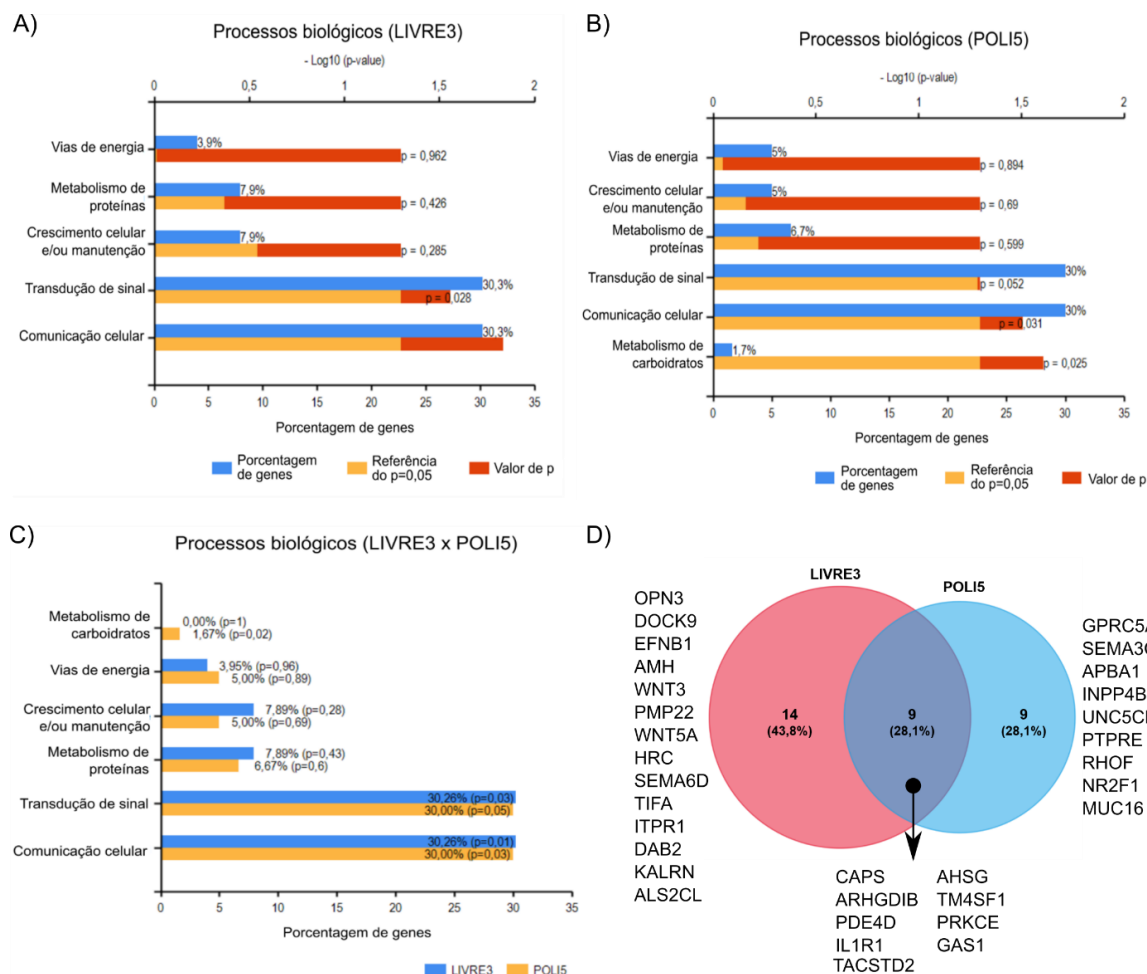 A)
Processos biológicos (LIVRE3)
- Log10 (p-value)
0 0,5 1 1,5 2
Vias de energia
3,9%
p = 0,962
Metabolismo de
proteínas
7,9%
p = 0,426
Crescimento celular
e/ou manutenção
7,9%
p = 0,285
Transdução de sinal
30,3%
p = 0,028
Comunicação celular
30,3%
0 5 10 15 20 25 30 35
Porcentagem de genes
Porcentagem
de genes
Referência
do p=0,05
Valor de p
B)
Processos biológicos (POLI5)
- Log10 (p-value)
0 0,5 1 1,5 2
Vias de energia
5%
p = 0,894
Crescimento celular
e/ou manutenção
5%
p = 0,69
Metabolismo de
proteínas
6,7%
p = 0,599
Transdução de sinal
30%
p = 0,052
Comunicação celular
30%
p = 0,031
Metabolismo de
carboidratos
1,7%
p = 0,025
0 5 10 15 20 25 30 35
Porcentagem de genes
Porcentagem
de genes
Referência
do p=0,05
Valor de p
C)
Processos biológicos (LIVRE3 x POLI5)
Metabolismo de
carboidratos
0,00% (p=1)
1,67% (p=0,02)
Vias de energia
3,95% (p=0,96)
5,00% (p=0,89)
Crescimento celular
e/ou manutenção
7,89% (p=0,28)
5,00% (p=0,69)
Metabolismo de
proteínas
7,89% (p=0,43)
6,67% (p=0,6)
Transdução de sinal
30,26% (p=0,03)
30,00% (p=0,05)
Comunicação celular
30,26% (p=0,01)
30,00% (p=0,03)
0 5 10 15 20 25 30 35
Porcentagem de genes
LIVRE3 POLI5
D)
LIVRE3
POLI5
OPN3
DOCK9
EFNB1
AMH
WNT3
PMP22
WNT5A
HRC
SEMA6D
TIFA
ITPR1
DAB2
KALRN
ALS2CL
14
(43,8%)
9
(28,1%)
9
(28,1%)
APBA1
INPP4B
PTPRE
RHOF
NR2F1
MUC16
CAPS
ARHGDIB
PDE4D
IL1R1
TACSTD2
AHSG
TM4SF1
PRKCE
GAS1